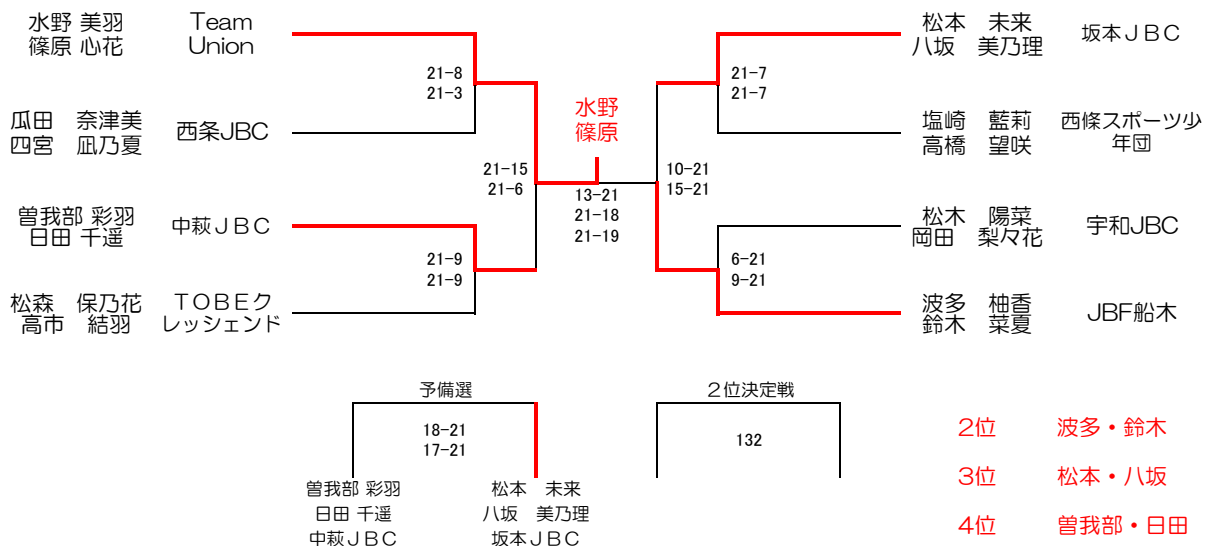 水野 美羽 Team
篠原 心花 Union
21-8
21-3
瓜田 奈津美 西条JBC
四宮 凪乃夏
21-15
21-6
曽我部 彩羽 中萩JBC
日田 千遥
21-9
21-9
松森 保乃花 TOBEク
高市 結羽 レッシェンド
水野
篠原
13-21
21-18
21-19
松本 未来 坂本JBC
八坂 美乃理
21-7
21-7
塩崎 藍莉 西條スポーツ少
高橋 望咲 年団
10-21
15-21
松木 陽菜 宇和JBC
岡田 梨々花
6-21
9-21
波多 柚香 JBF船木
鈴木 菜夏
予備選
18-21
17-21
曽我部 彩羽
日田 千遥
中萩JBC
松本 未来
八坂 美乃理
坂本JBC
2位決定戦
132
2位 波多・鈴木
3位 松本・八坂
4位 曽我部・日田